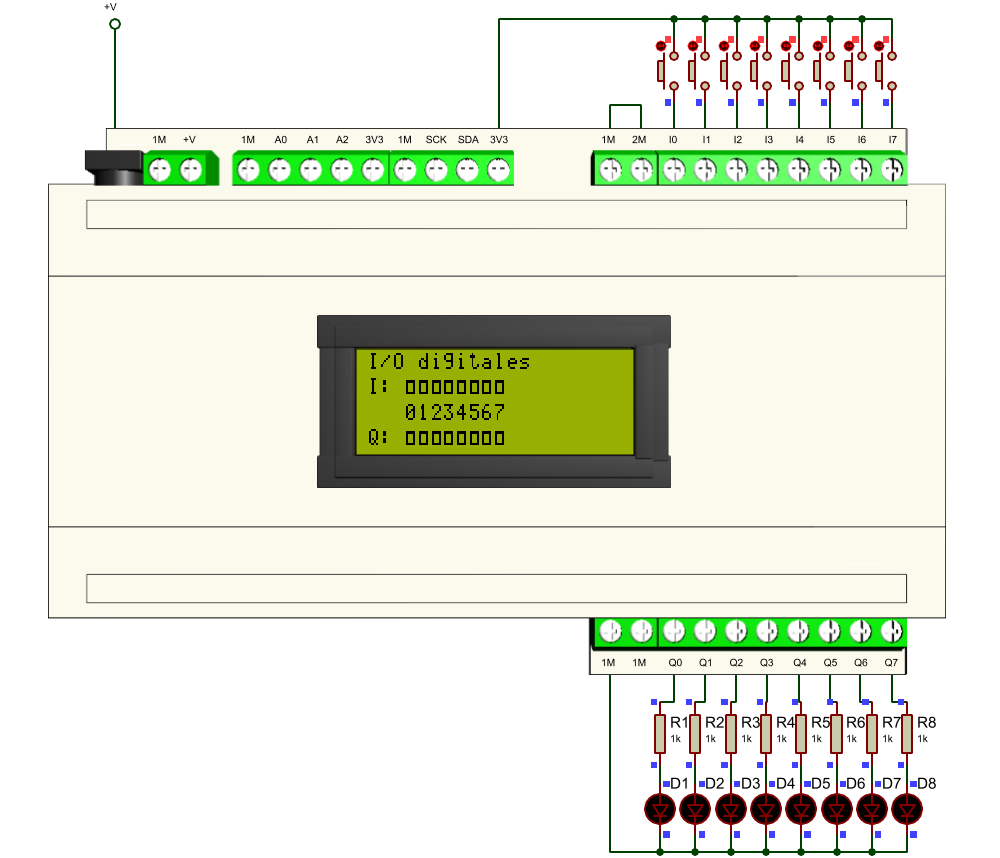 +V
1M +V 1M A0 A1 A2 3V3 1M SCK SDA 3V3 1M 2M I0 I1 I2 I3 I4 I5 I6 I7
I/O digitales
I:
01234567
Q:
1M 1M Q0 Q1 Q2 Q3 Q4 Q5 Q6 Q7
R1 R2 R3 R4 R5 R6 R7 R8
1k 1k 1k 1k 1k 1k 1k 1k
D1 D2 D3 D4 D5 D6 D7 D8